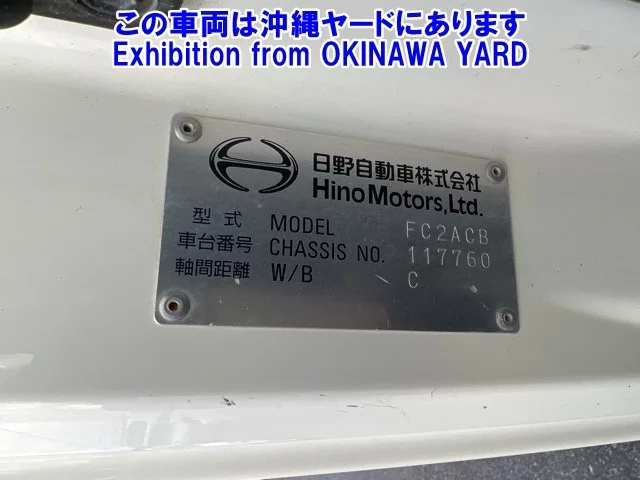 この車両は沖縄ヤードにあります
Exhibition from OKINAWA YARD
日野自動車株式会社
Hino Motors, Ltd.
型式 MODEL FC2ACB
車台番号 CHASSIS NO. 117760
軸間距離 W/B C